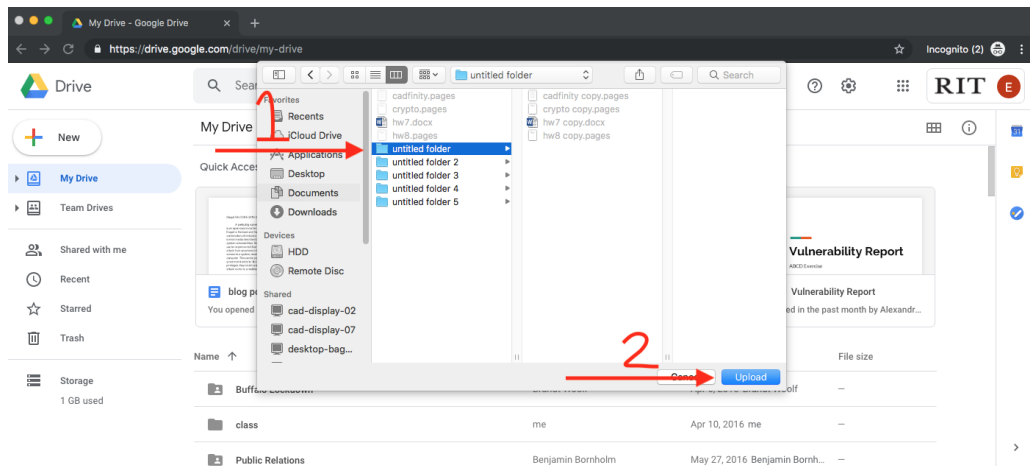 My Drive - Google Drive
https://drive.google.com/drive/my-drive
Incognito (2)
Drive
Sear
untitled folder
Search
RIT
E
New
My Drive
Team Drives
Shared with me
Recent
Starred
Trash
Storage
1 GB used
My Drive
Quick Acces
blog po
You opened
Name
1
Favorites
Recents
iCloud Drive
Applications
Desktop
Documents
Downloads
Devices
HDD
Remote Disc
Shared
cad-display-02
cad-display-07
desktop-bag...
cadfinity.pages
crypto.pages
hw7.docx
hw8.pages
untitled folder
untitled folder 2
untitled folder 3
untitled folder 4
untitled folder 5
cadfinity copy.pages
crypto copy.pages
hw7 copy.docx
hw8 copy.pages
2
Upload
31
Vulnerability Report
ABCD Exercise
Vulnerability Report
ed in the past month by Alexandr...
File size
Buffalo Lockdown
—
class
me
Apr 10, 2016 me
—
Public Relations
Benjamin Bornholm
May 27, 2016 Benjamin Bornh...
—